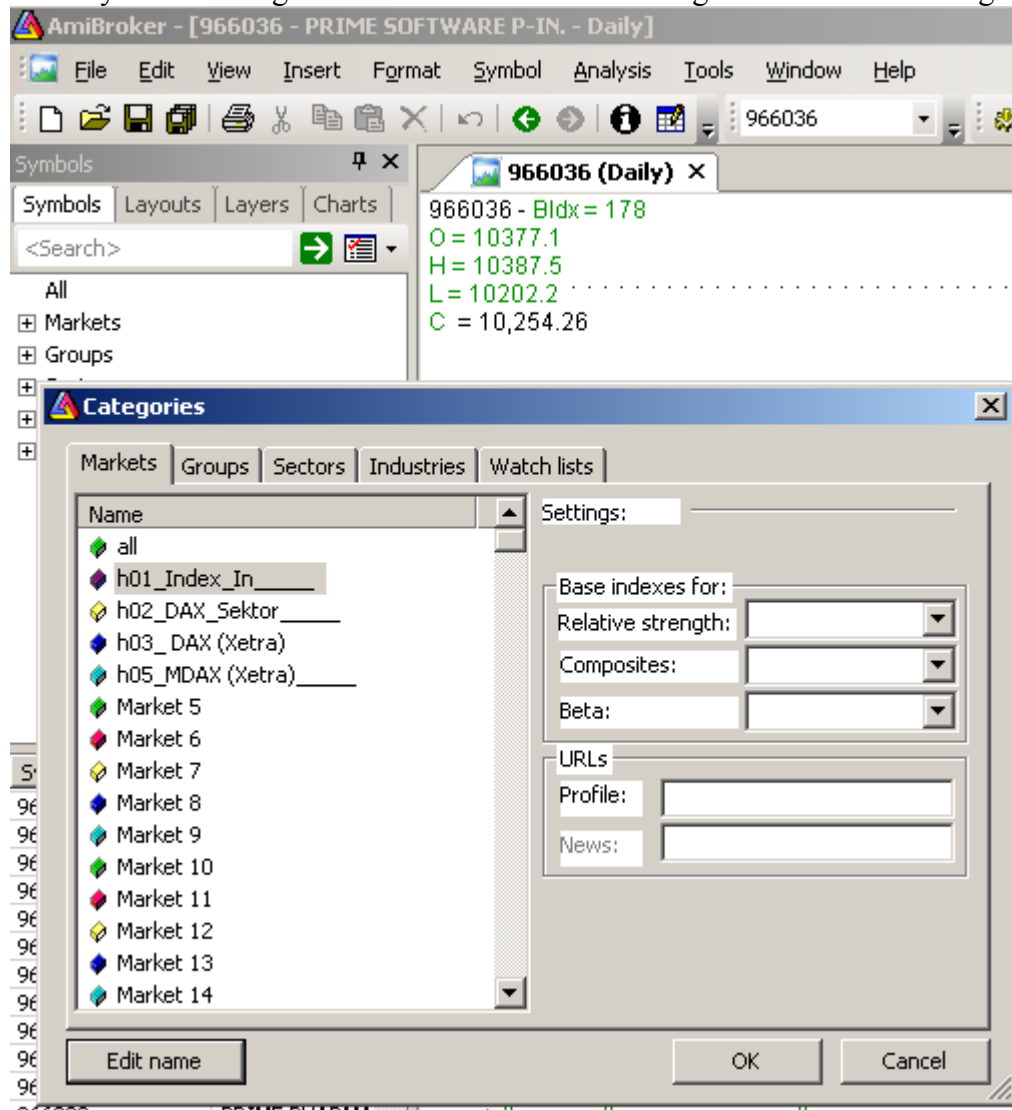 AmiBroker - [966036 - PRIME SOFTWARE P-IN. - Daily]
File Edit View Insert Format Symbol Analysis Tools Window Help
966036
Symbols
966036 (Daily)
Symbols Layouts Layers Charts
966036 - BIdx = 178
<Search>
O = 10377.1
H = 10387.5
All
L = 10202.2
Markets
C = 10,254.26
Groups
Categories
Markets Groups Sectors Industries Watch lists
Name
Settings:
all
h01_Index_In_____
Base indexes for:
h02_DAX_Sektor_____
Relative strength:
h03_ DAX (Xetra)
h05_MDAX (Xetra)_____
Composites:
Market 5
Beta:
Market 6
Market 7
URLs
Market 8
Profile:
Market 9
News:
Market 10
Market 11
Market 12
Market 13
Market 14
Edit name
OK
Cancel